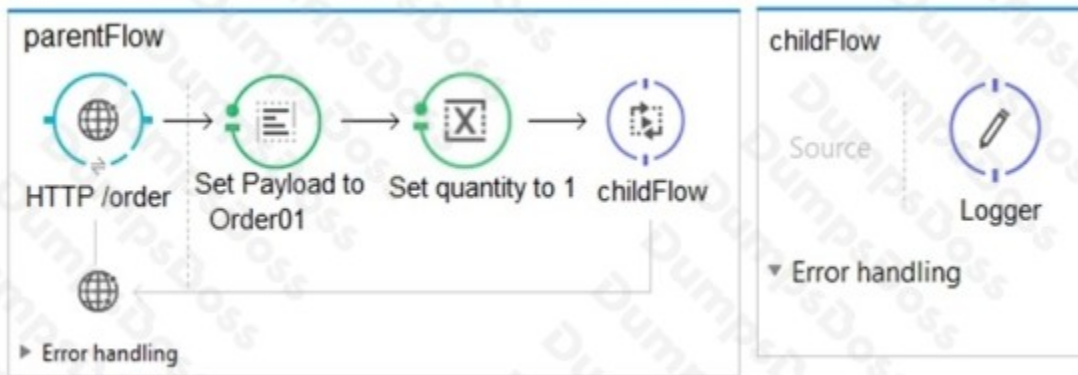 parentFlow
HTTP /order
Set Payload to
Order01
Set quantity to 1
childFlow
Error handling
childFlow
Source
Logger
Error handling
DumpsDoss